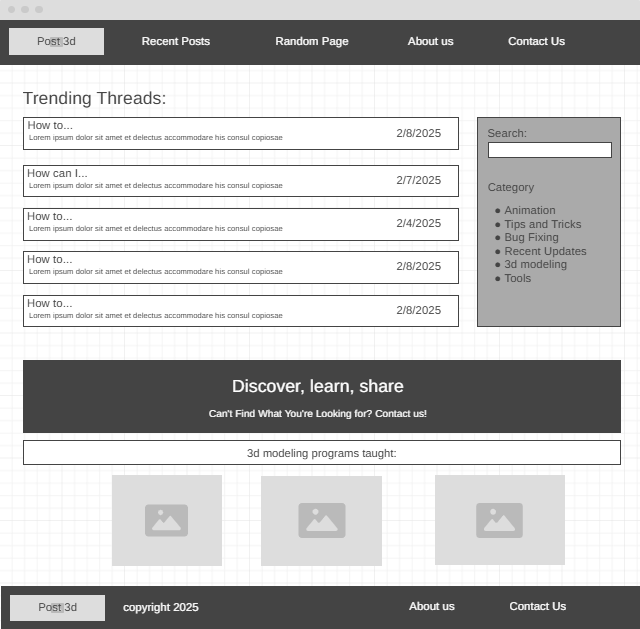 Post 3d
Recent Posts
Random Page
About us
Contact Us
Trending Threads:
How to...
Lorem ipsum dolor sit amet et delectus accommodare his consul copiosae
2/8/2025
How can I...
Lorem ipsum dolor sit amet et delectus accommodare his consul copiosae
2/7/2025
How to...
Lorem ipsum dolor sit amet et delectus accommodare his consul copiosae
2/4/2025
How to...
Lorem ipsum dolor sit amet et delectus accommodare his consul copiosae
2/8/2025
How to...
Lorem ipsum dolor sit amet et delectus accommodare his consul copiosae
2/8/2025
Search:
Category
● Animation
● Tips and Tricks
● Bug Fixing
● Recent Updates
● 3d modeling
● Tools
Discover, learn, share
Can't Find What You're Looking for? Contact us!
3d modeling programs taught:
Post 3d
copyright 2025
About us
Contact Us